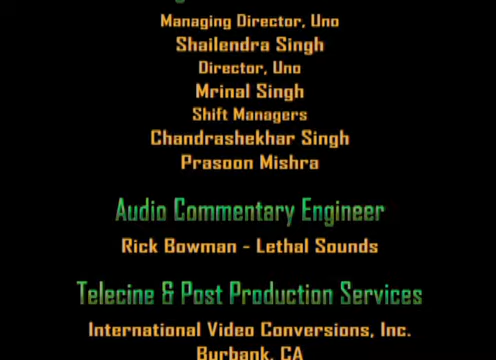 Managing Director, Uno
Shailendra Singh
Director, Uno
Mrinal Singh
Shift Managers
Chandrashekhar Singh
Prasoon Mishra
Audio Commentary Engineer
Rick Bowman - Lethal Sounds
Telecine & Post Production Services
International Video Conversions, Inc.
Burbank, CA